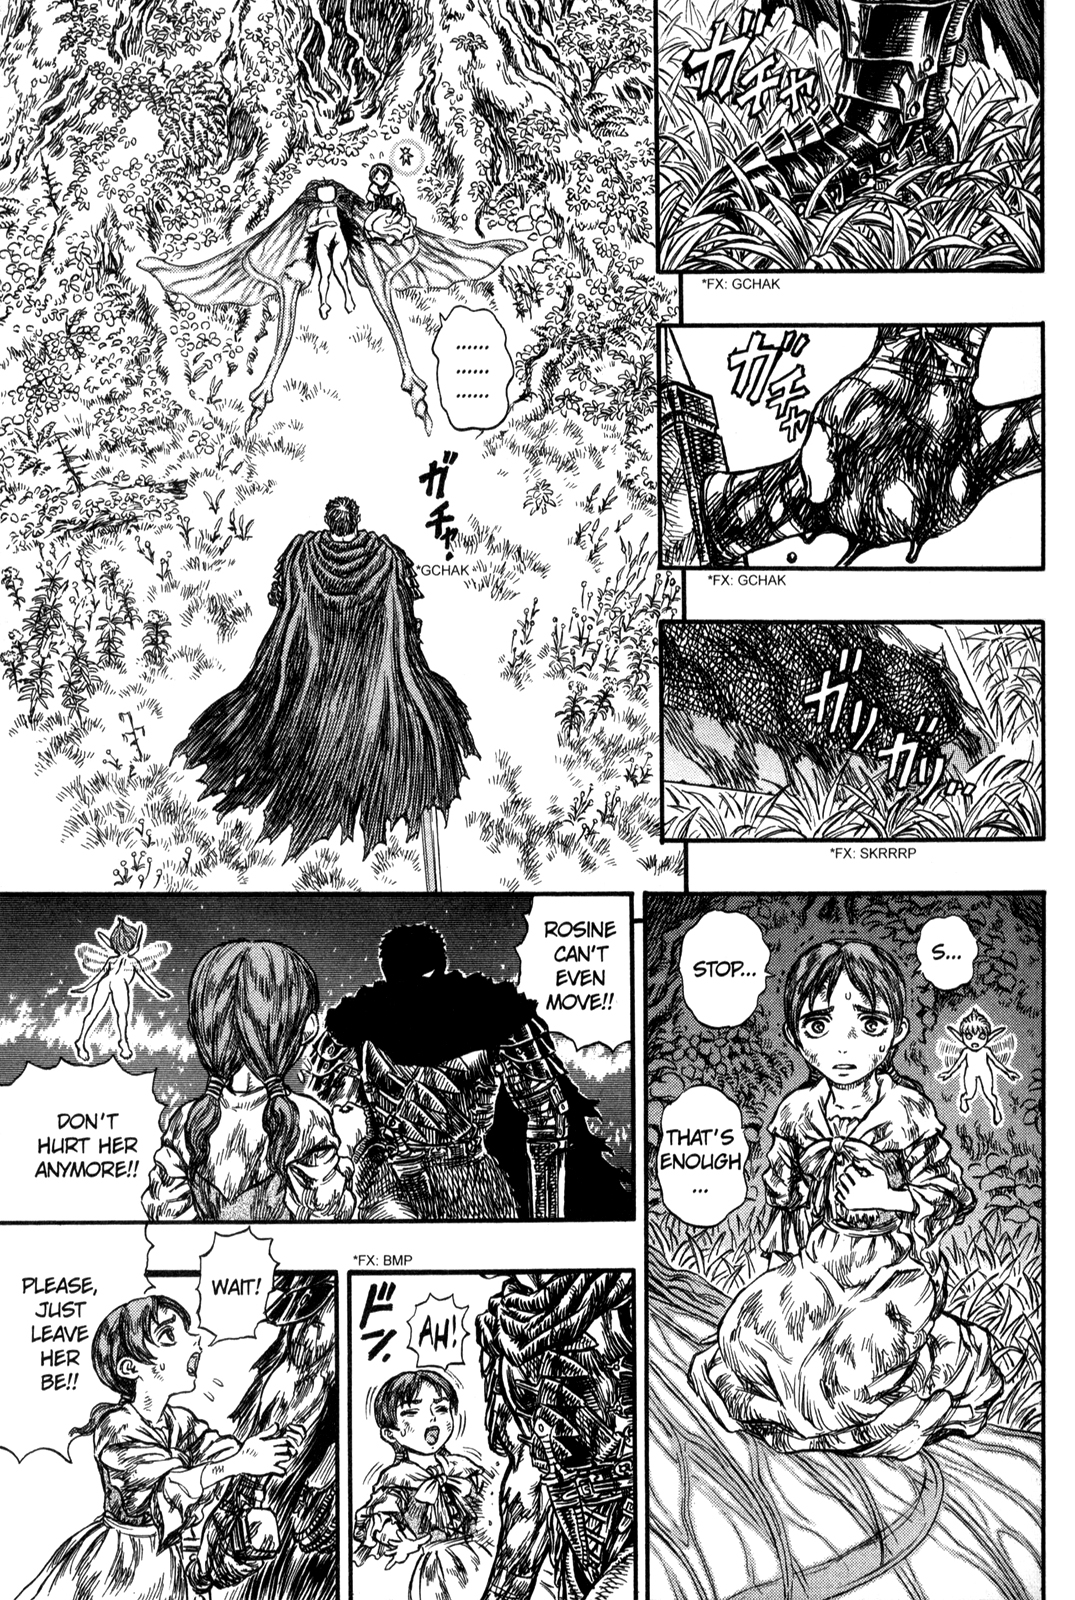 ガチャ
*FX: GCHAK
ガチャ
*FX: GCHAK
ガリ
ガリ
*FX: SKRRRP
......
......
......
ガチャ
*GCHAK
S...
STOP...
THAT'S
ENOUGH
...
ROSINE
CAN'T
EVEN
MOVE!!
DON'T
HURT HER
ANYMORE!!
*FX: BMP
ドン
AH!
WAIT!
PLEASE,
JUST
LEAVE
HER
BE!!